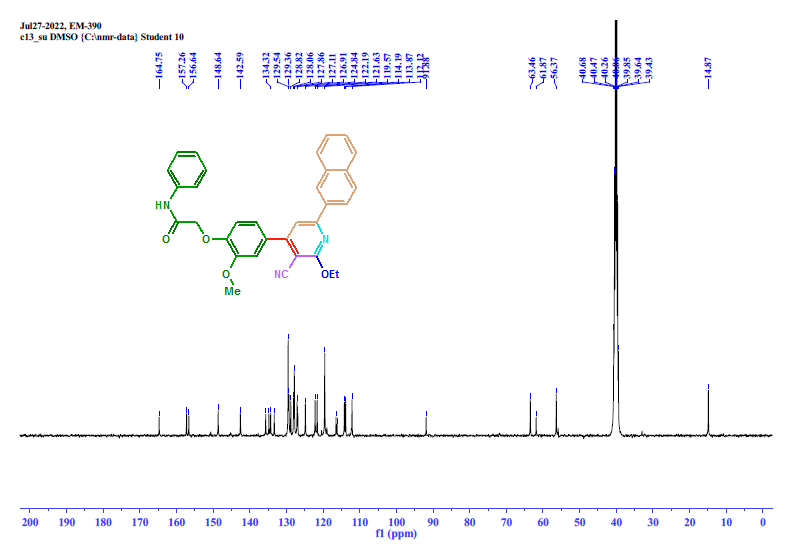 Jul27-2022, EM-390
c13_su DMSO {C:\nmr-data} Student 10
164.75
157.26
156.64
148.64
142.59
134.32
129.54
129.36
128.82
128.06
127.86
127.11
126.91
124.84
122.19
121.63
119.57
114.19
113.87
112.12
91.88
63.46
61.87
56.37
40.68
40.47
40.26
39.85
39.64
39.43
14.87
HN
O
O
N
NC
OEt
O
Me
200 190 180 170 160 150 140 130 120 110 100 90 80 70 60 50 40 30 20 10 0
f1 (ppm)